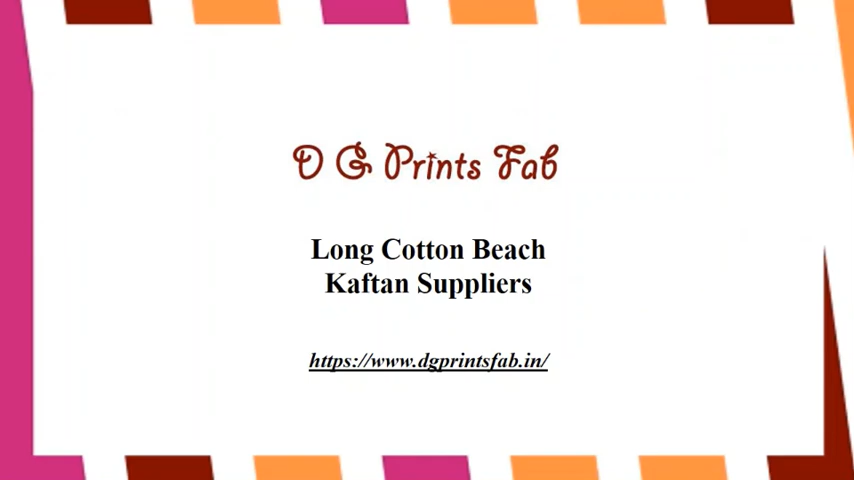 D G Prints Fab
Long Cotton Beach
Kaftan Suppliers
https://www.dgprintsfab.in/